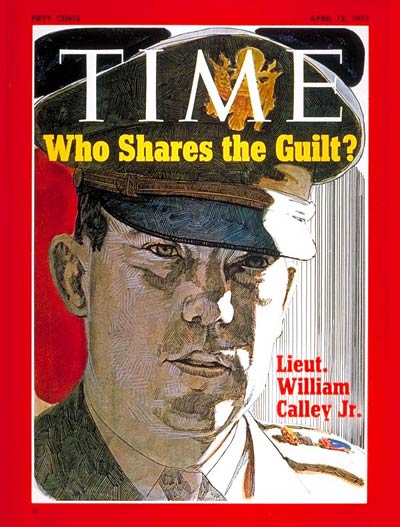 FIFTY CENTS
APRIL 12, 1971
TIME
Who Shares the Guilt?
Lieut.
William
Calley Jr.